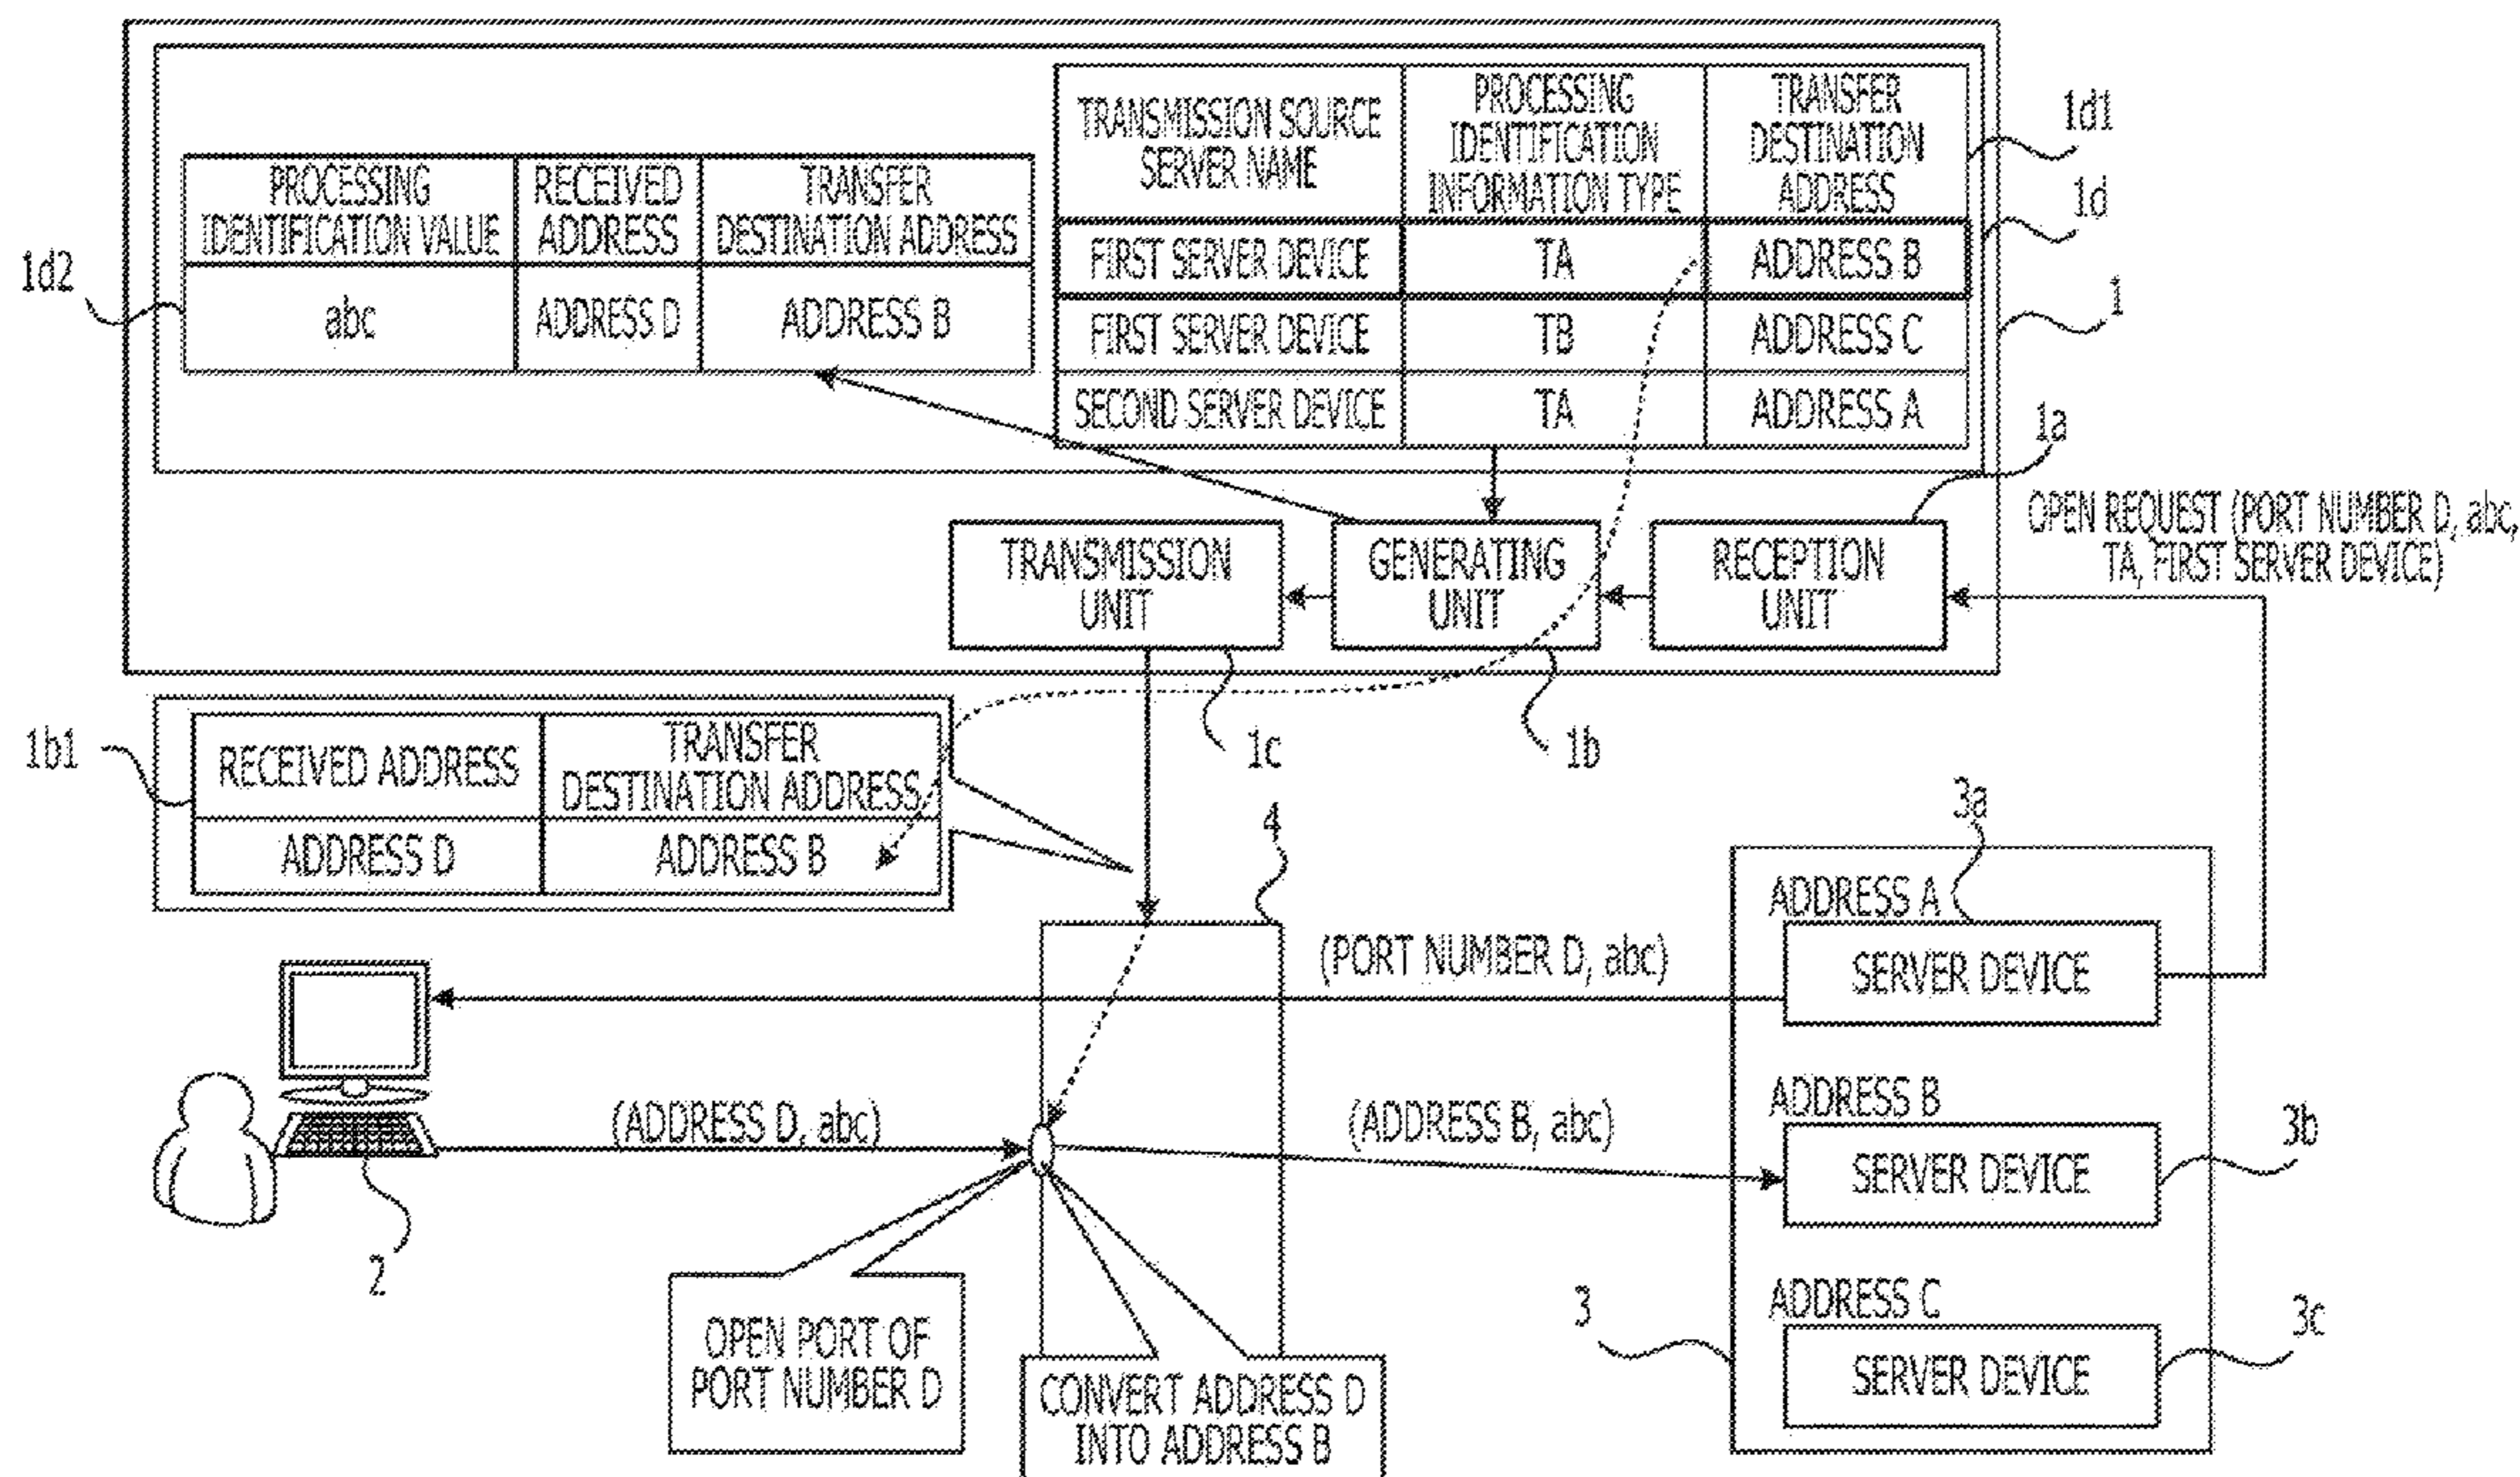 TRANSMISSION SOURCE
SERVER NAME
PROCESSING
IDENTIFICATION
INFORMATION TYPE
TRANSFER
DESTINATION
ADDRESS
1d1
FIRST SERVER DEVICE
TA
ADDRESS B
1d
FIRST SERVER DEVICE
TB
ADDRESS C
1
SECOND SERVER DEVICE
TA
ADDRESS A
PROCESSING
IDENTIFICATION VALUE
RECEIVED
ADDRESS
TRANSFER
DESTINATION ADDRESS
1d2
abc
ADDRESS D
ADDRESS B
1a
OPEN REQUEST (PORT NUMBER D, abc,
TA, FIRST SERVER DEVICE)
TRANSMISSION
UNIT
GENERATING
UNIT
RECEPTION
UNIT
1c
1b
1b1
RECEIVED ADDRESS
TRANSFER
DESTINATION ADDRESS
ADDRESS D
ADDRESS B
4
3a
ADDRESS A
SERVER DEVICE
(PORT NUMBER D, abc)
ADDRESS B
SERVER DEVICE
3b
(ADDRESS D, abc)
(ADDRESS B, abc)
2
ADDRESS C
SERVER DEVICE
3
3c
OPEN PORT OF
PORT NUMBER D
CONVERT ADDRESS D
INTO ADDRESS B